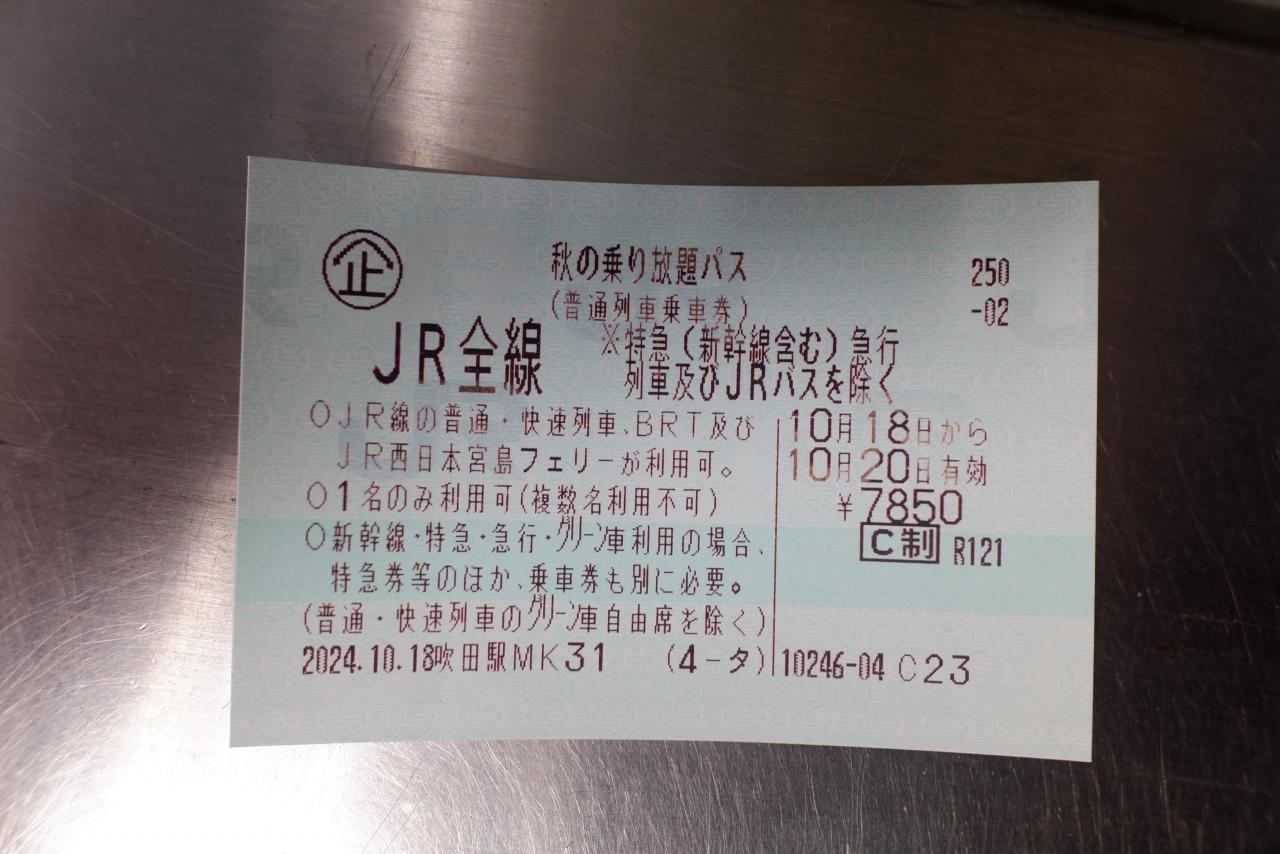 企
秋の乗り放題パス
250
(普通列車乗車券)
-02
JR全線
※特急(新幹線含む)急行
列車及びJRバスを除く
○JR線の普通・快速列車、BRT及び
JR西日本宮島フェリーが利用可。
○1名のみ利用可(複数名利用不可)
○新幹線・特急・急行・グリーン車利用の場合、
特急券等のほか、乗車券も別に必要。
(普通・快速列車のグリーン車自由席を除く)
10月18日から
10月20日有効
¥7850
C制 R121
2024.10.18吹田駅MK31 (4-タ) 10246-04 C23